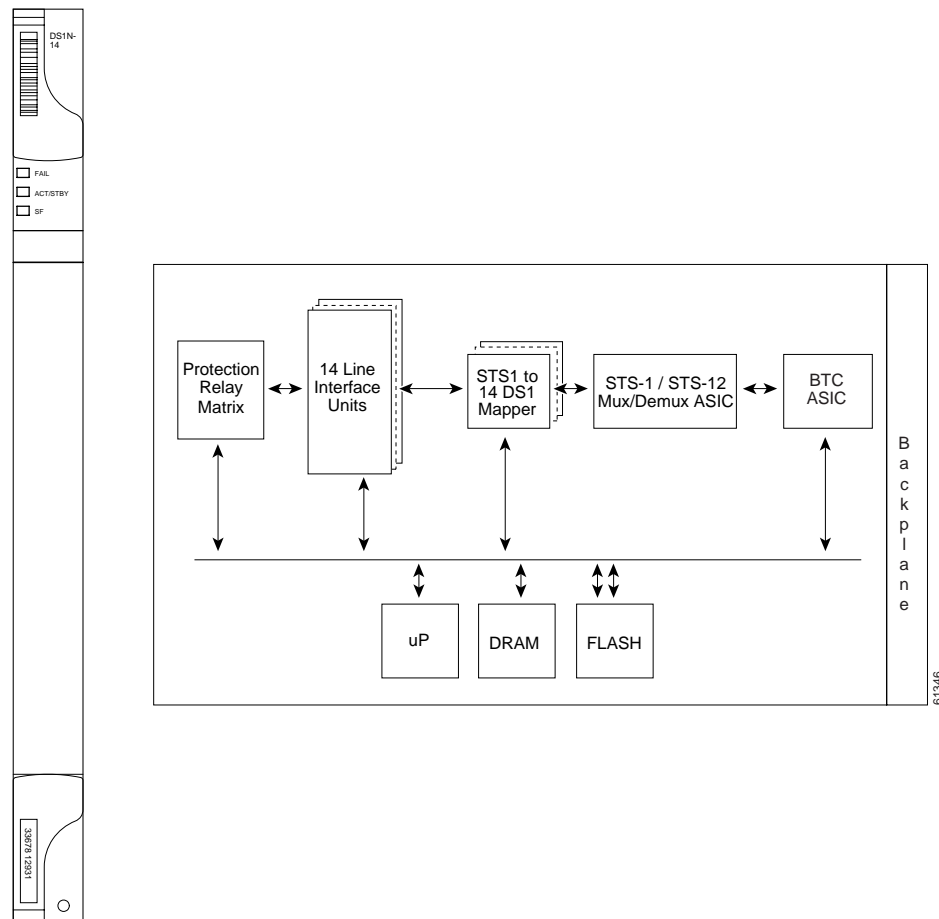 DS1N-
14
FAIL
ACT/STBY
SF
33678 12931
Protection
Relay
Matrix
14 Line
Interface
Units
STS1 to
14 DS1
Mapper
STS-1 / STS-12
Mux/Demux ASIC
BTC
ASIC
uP
DRAM
FLASH
Backplane
61346